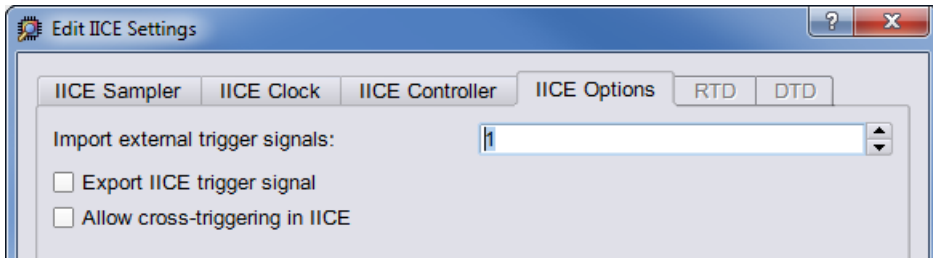 Edit IICE Settings
IICE Sampler IICE Clock IICE Controller IICE Options RTD DTD
Import external trigger signals: 1
Export IICE trigger signal
Allow cross-triggering in IICE